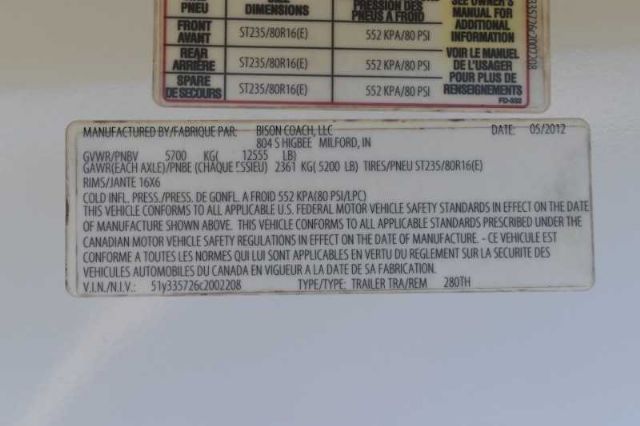 PNEU DIMENSIONS PRESSION DES PNEUS A FROID
SEE OWNER'S MANUAL FOR ADDITIONAL INFORMATION
FRONT AVANT ST235/80R16(E) 552 KPA/80 PSI
REAR ARRIÈRE ST235/80R16(E) 552 KPA/80 PSI
SPARE DE SECOURS ST235/80R16(E) 552 KPA/80 PSI
VOIR LE MANUEL DE L'USAGER POUR PLUS DE RENSEIGNEMENTS
MANUFACTURED BY/FABRIQUE PAR: BISON COACH, LLC DATE: 05/2012
804 S HIGBEE MILFORD, IN
GVWR/PNBV 5700 KG( 12555 LB)
GAWR(EACH AXLE)/PNBE (CHAQUE ESSIEU) 2361 KG( 5200 LB) TIRES/PNEU ST235/80R16(E)
RIMS/JANTE 16X6
COLD INFL. PRESS./PRESS. DE GONFL. A FROID 552 KPA(80 PSI/LPC)
THIS VEHICLE CONFORMS TO ALL APPLICABLE U.S. FEDERAL MOTOR VEHICLE SAFETY STANDARDS IN EFFECT ON THE DATE
OF MANUFACTURE SHOWN ABOVE. THIS VEHICLE CONFORMS TO ALL APPLICABLE STANDARDS PRESCRIBED UNDER THE
CANADIAN MOTOR VEHICLE SAFETY REGULATIONS IN EFFECT ON THE DATE OF MANUFACTURE. - CE VEHICULE EST
CONFORME A TOUTES LES NORMES QUI LUI SONT APPLICABLES EN VERTU DU REGLEMENT SUR LA SECURITE DES
VEHICULES AUTOMOBILES DU CANADA EN VIGUEUR A LA DATE DE SA FABRICATION.
V.I.N./N.I.V.: 51y335726c2002208 TYPE/TYPE: TRAILER TRA/REM 280TH